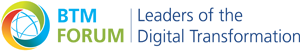 BTM FORUM
Leaders of the
Digital Transformation